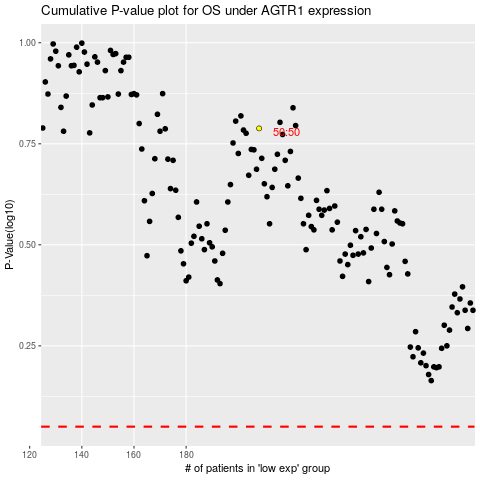 Cumulative P-value plot for OS under AGTR1 expression
P-Value(log10)
1.00
0.75
0.50
0.25
50:50
120 140 160 180
# of patients in 'low exp' group